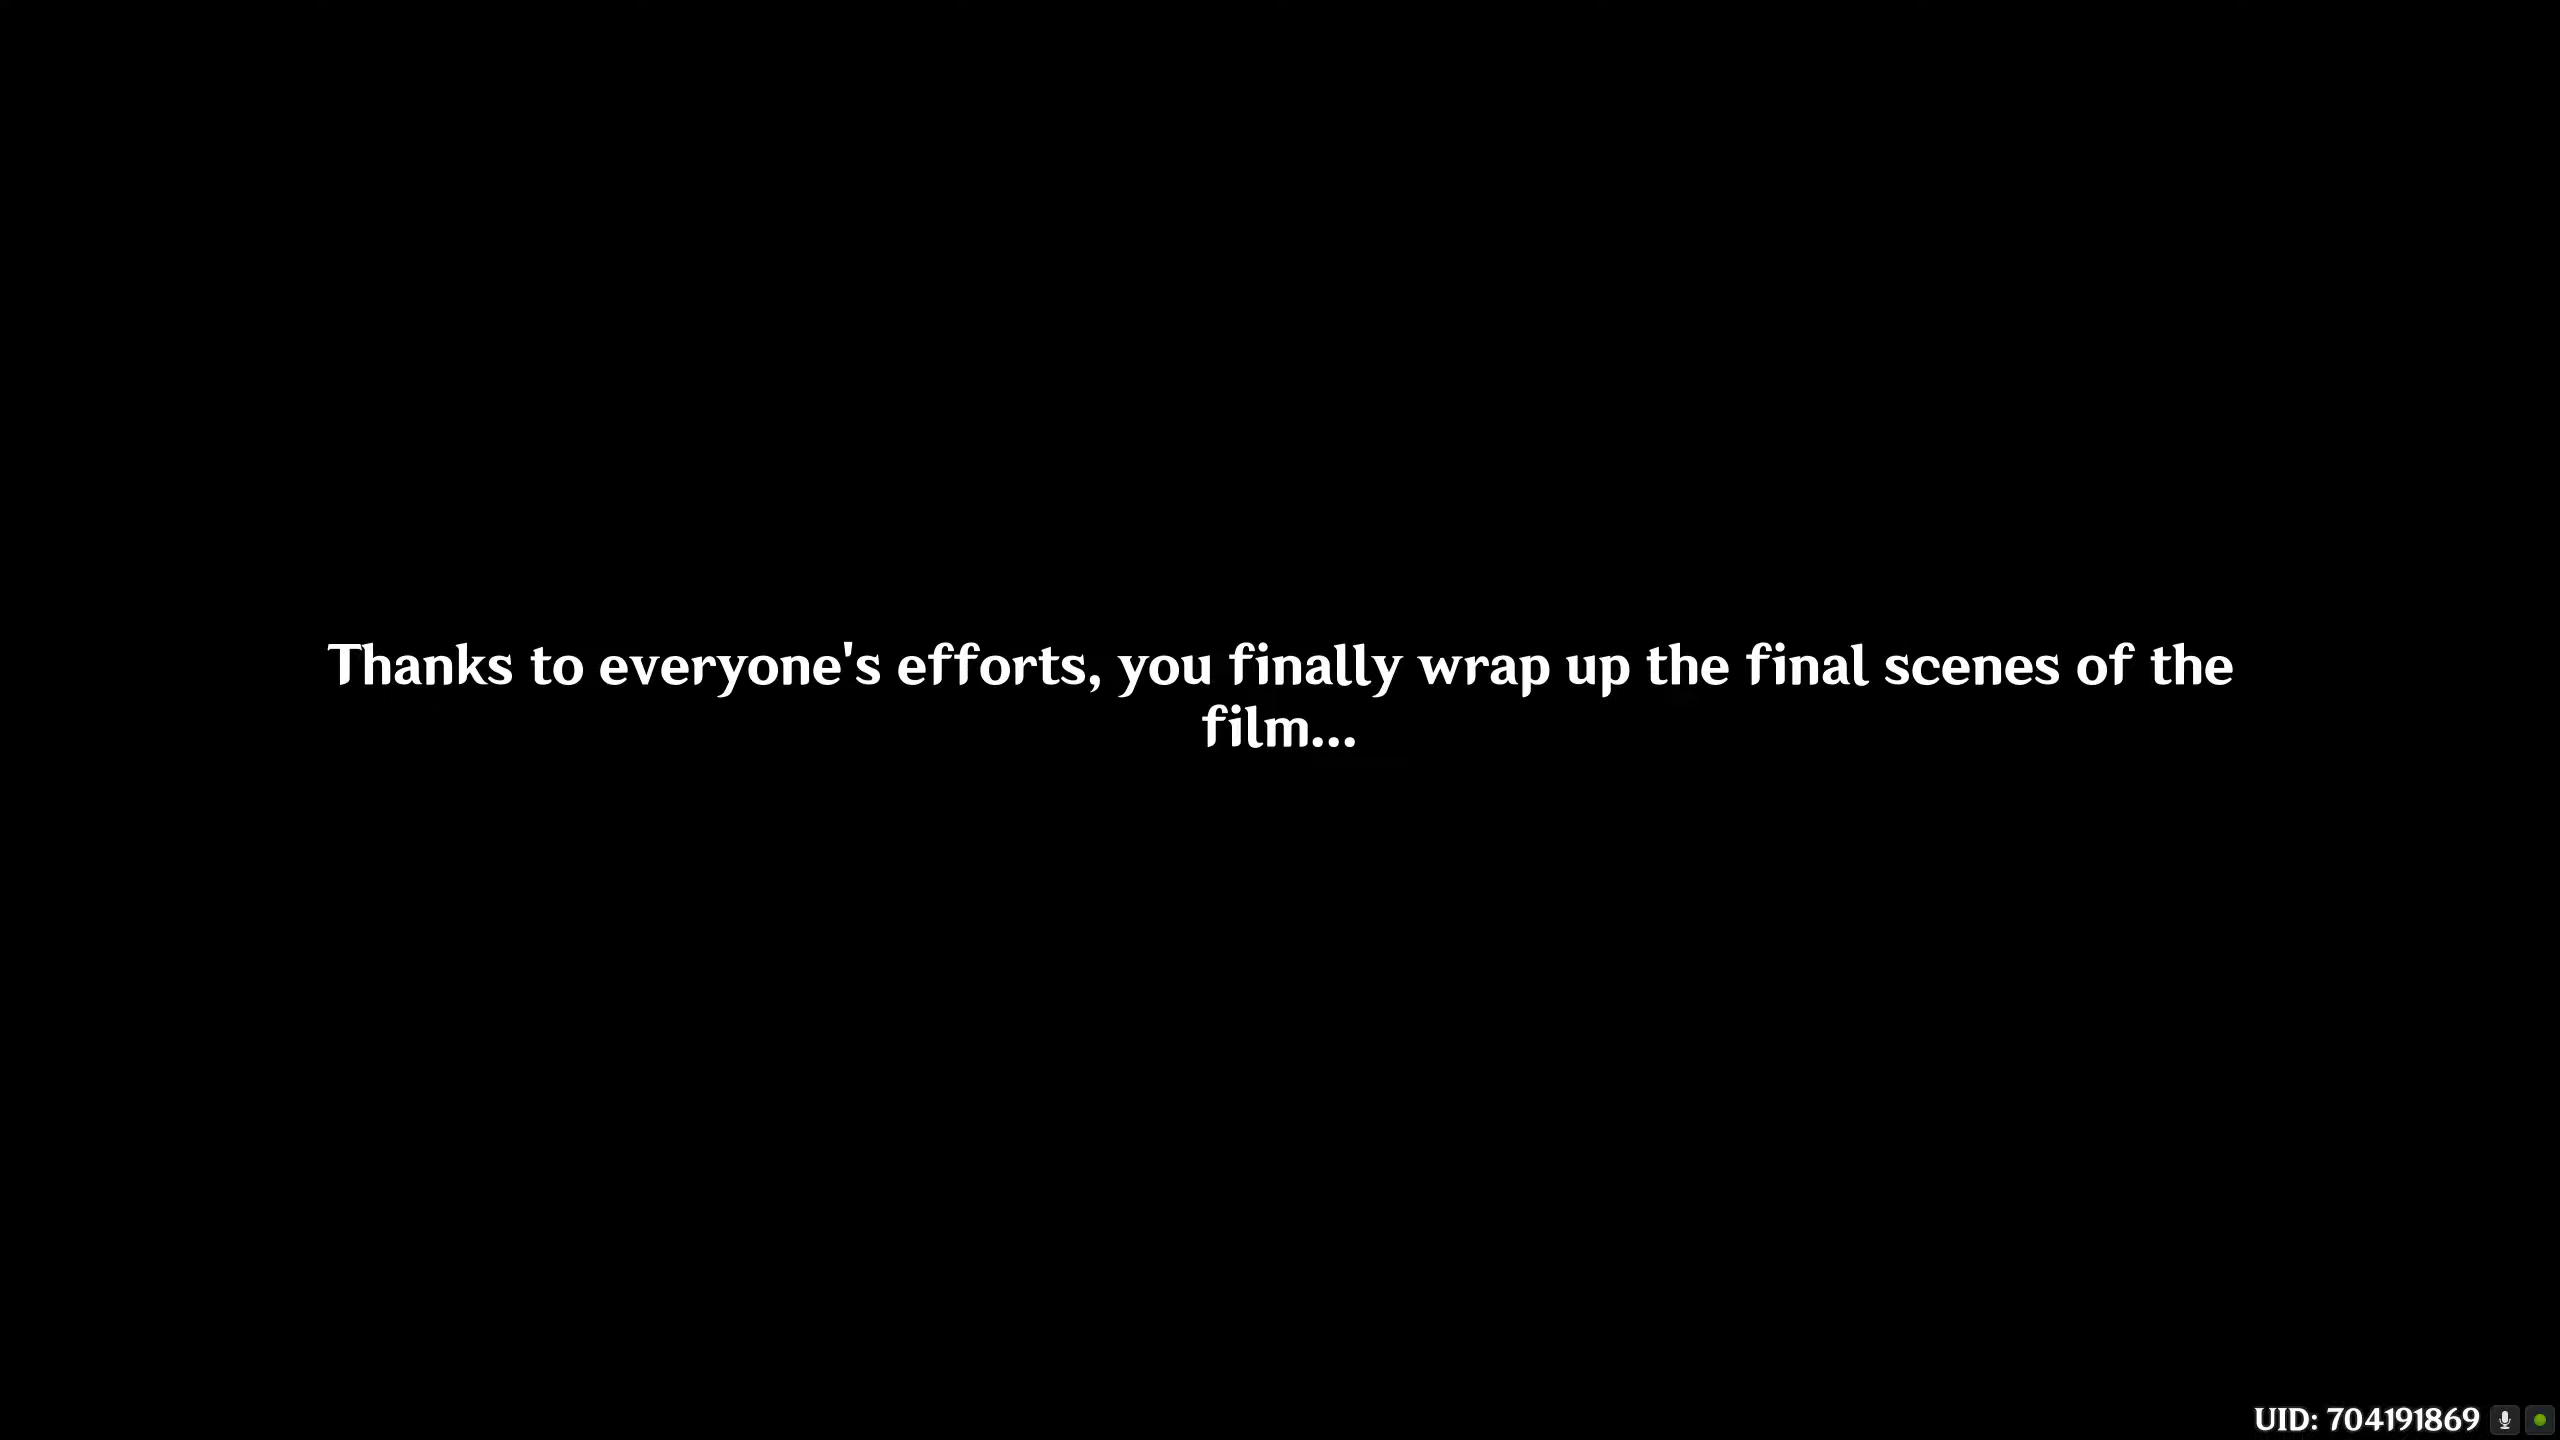 Thanks to everyone's efforts, you finally wrap up the final scenes of the
film...
UID: 704191869